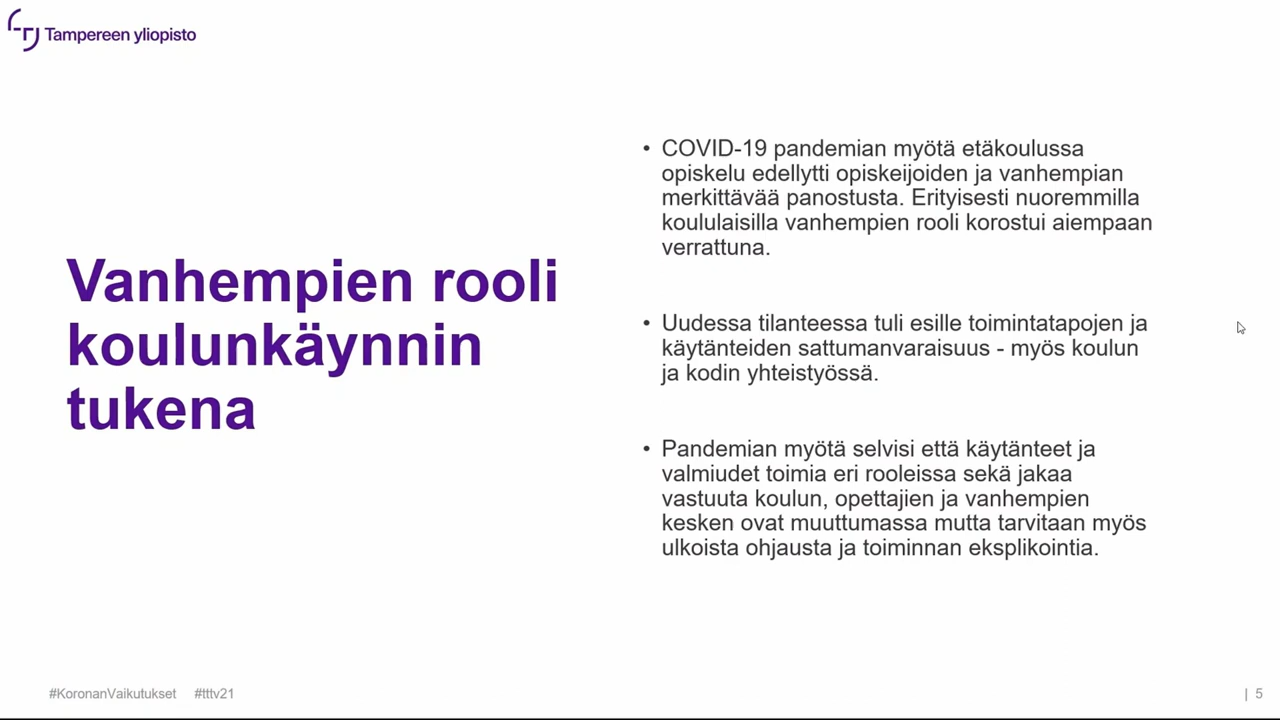 Tampereen yliopisto
Vanhempien rooli
koulunkäynnin
tukena
• COVID-19 pandemian myötä etäkoulussa
opiskelu edellytti opiskeijoiden ja vanhempian
merkittävää panostusta. Erityisesti nuoremmilla
koululaisilla vanhempien rooli korostui aiempaan
verrattuna.
• Uudessa tilanteessa tuli esille toimintatapojen ja
käytänteiden sattumanvaraisuus - myös koulun
ja kodin yhteistyössä.
• Pandemian myötä selvisi että käytänteet ja
valmiudet toimia eri rooleissa sekä jakaa
vastuuta koulun, opettajien ja vanhempien
kesken ovat muuttumassa mutta tarvitaan myös
ulkoista ohjausta ja toiminnan eksplikointia.
#KoronanVaikutukset #tttv21
| 5